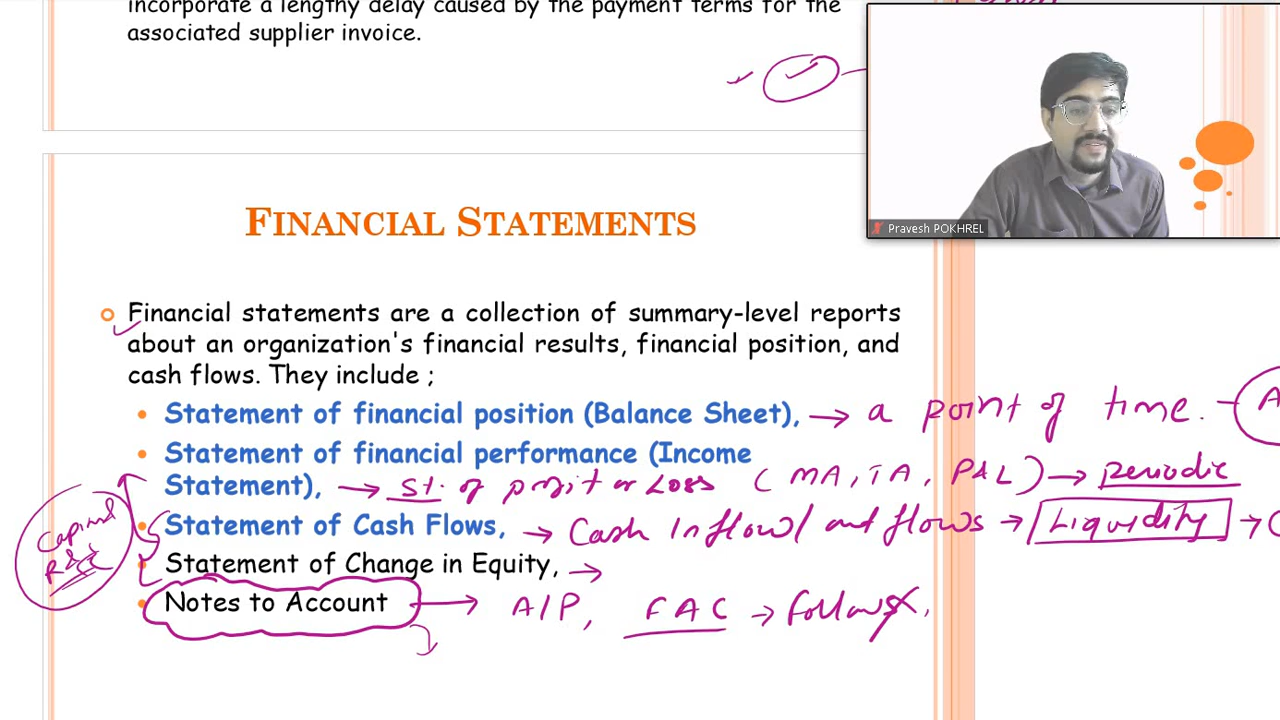 incorporate a lengthy delay caused by the payment terms for the
associated supplier invoice.
Pravesh POKHREL
FINANCIAL STATEMENTS
Financial statements are a collection of summary-level reports
about an organization's financial results, financial position, and
cash flows. They include ;
Statement of financial position (Balance Sheet), → a point of time. - A
Statement of financial performance (Income
Statement), → St. of profit or Loss (MA, TA, P&L) → periodic
Statement of Cash Flows, → Cash Inflow/outflows → Liquidity →
Capital
Statement of Change in Equity, →
Notes to Account → A/P, FAC → follows